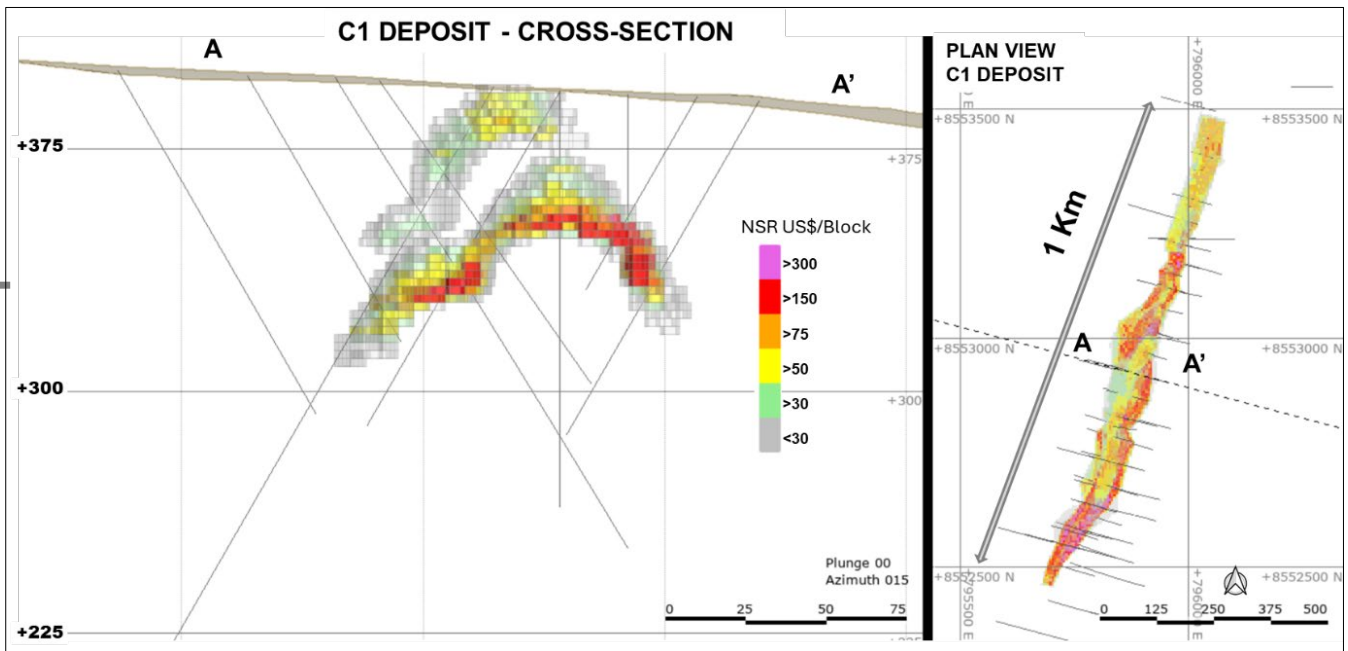 C1 DEPOSIT - CROSS-SECTION
A
A'
+375
+375
+300
+300
+225
NSR US$/Block
>300
>150
>75
>50
>30
<30
Plunge 00
Azimuth 015
0 25 50 75
PLAN VIEW
C1 DEPOSIT
+796000 E
+8553500 N
+8553500 N
1 Km
+8553000 N
+8553000 N
A
A'
+8552500 N
+8552500 N
+795500 E
+796000 E
0 125 250 375 500